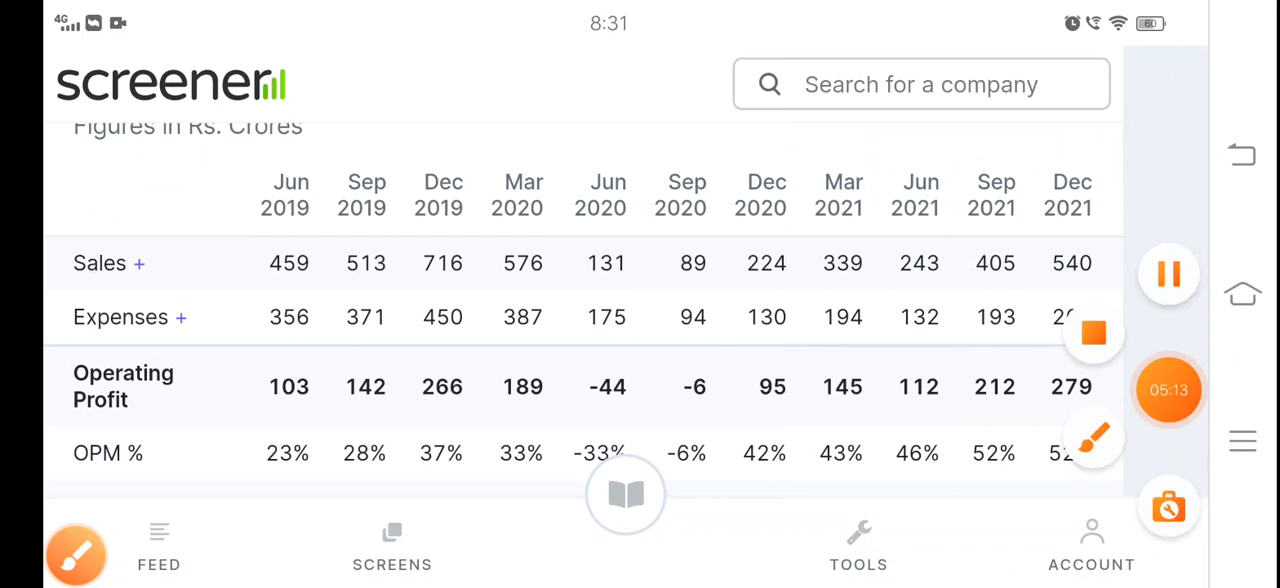 4G 8:31 60
screener Search for a company
Figures in Rs. Crores
Jun Sep Dec Mar Jun Sep Dec Mar Jun Sep Dec
2019 2019 2019 2020 2020 2020 2020 2021 2021 2021 2021
Sales + 459 513 716 576 131 89 224 339 243 405 540
Expenses + 356 371 450 387 175 94 130 194 132 193
Operating
Profit 103 142 266 189 -44 -6 95 145 112 212 279
OPM % 23% 28% 37% 33% -33% -6% 42% 43% 46% 52%
05:13
FEED SCREENS TOOLS ACCOUNT